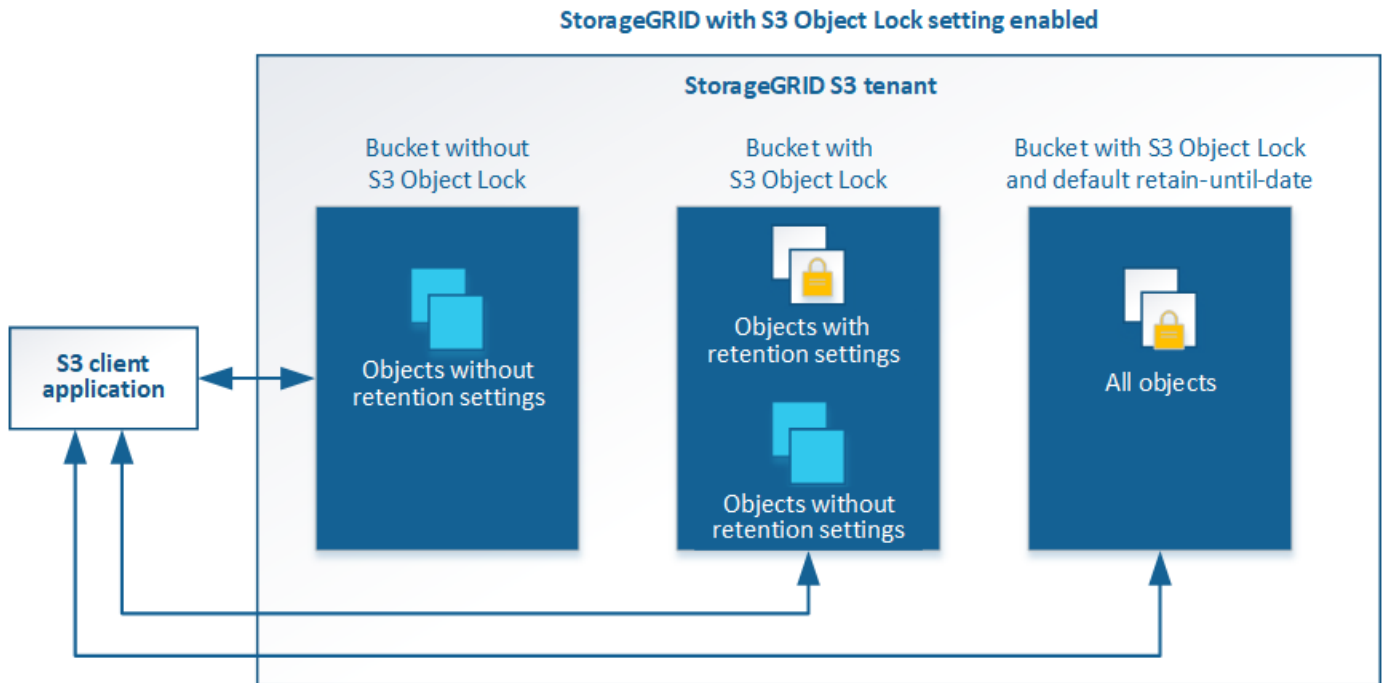 StorageGRID with S3 Object Lock setting enabled
StorageGRID S3 tenant
Bucket without
S3 Object Lock
Bucket with
S3 Object Lock
Bucket with S3 Object Lock
and default retain-until-date
S3 client
application
Objects without
retention settings
Objects with
retention settings
Objects without
retention settings
All objects